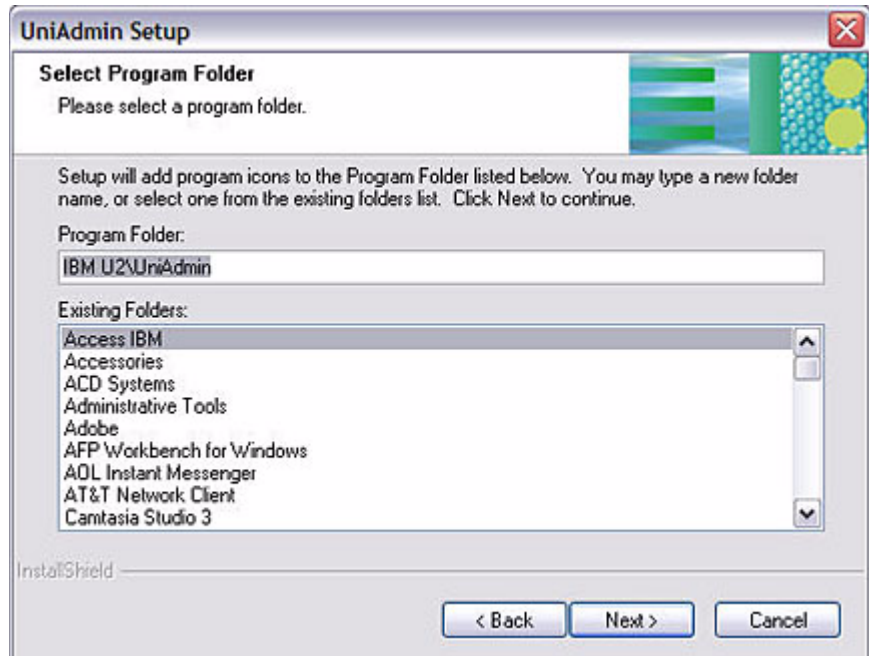 UniAdmin Setup
Select Program Folder
Please select a program folder.
Setup will add program icons to the Program Folder listed below. You may type a new folder
name, or select one from the existing folders list. Click Next to continue.
Program Folder:
IBM U2\UniAdmin
Existing Folders:
Access IBM
Accessories
ACD Systems
Administrative Tools
Adobe
AFP Workbench for Windows
AOL Instant Messenger
AT&T Network Client
Camtasia Studio 3
InstallShield
< Back
Next >
Cancel